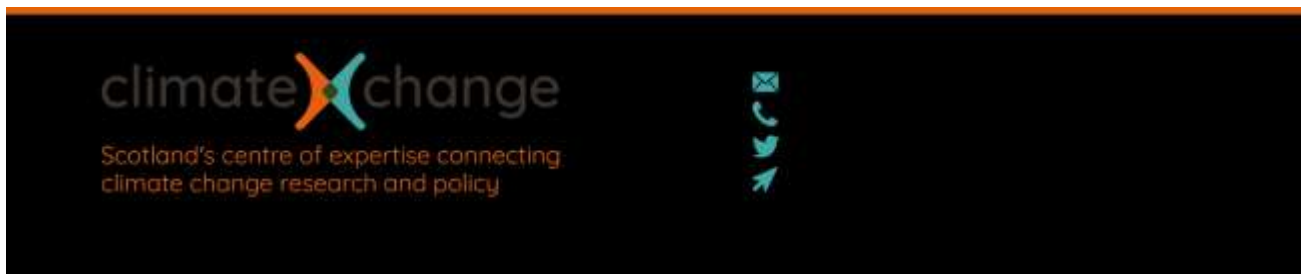 climateXchange
Scotland's centre of expertise connecting
climate change research and policy